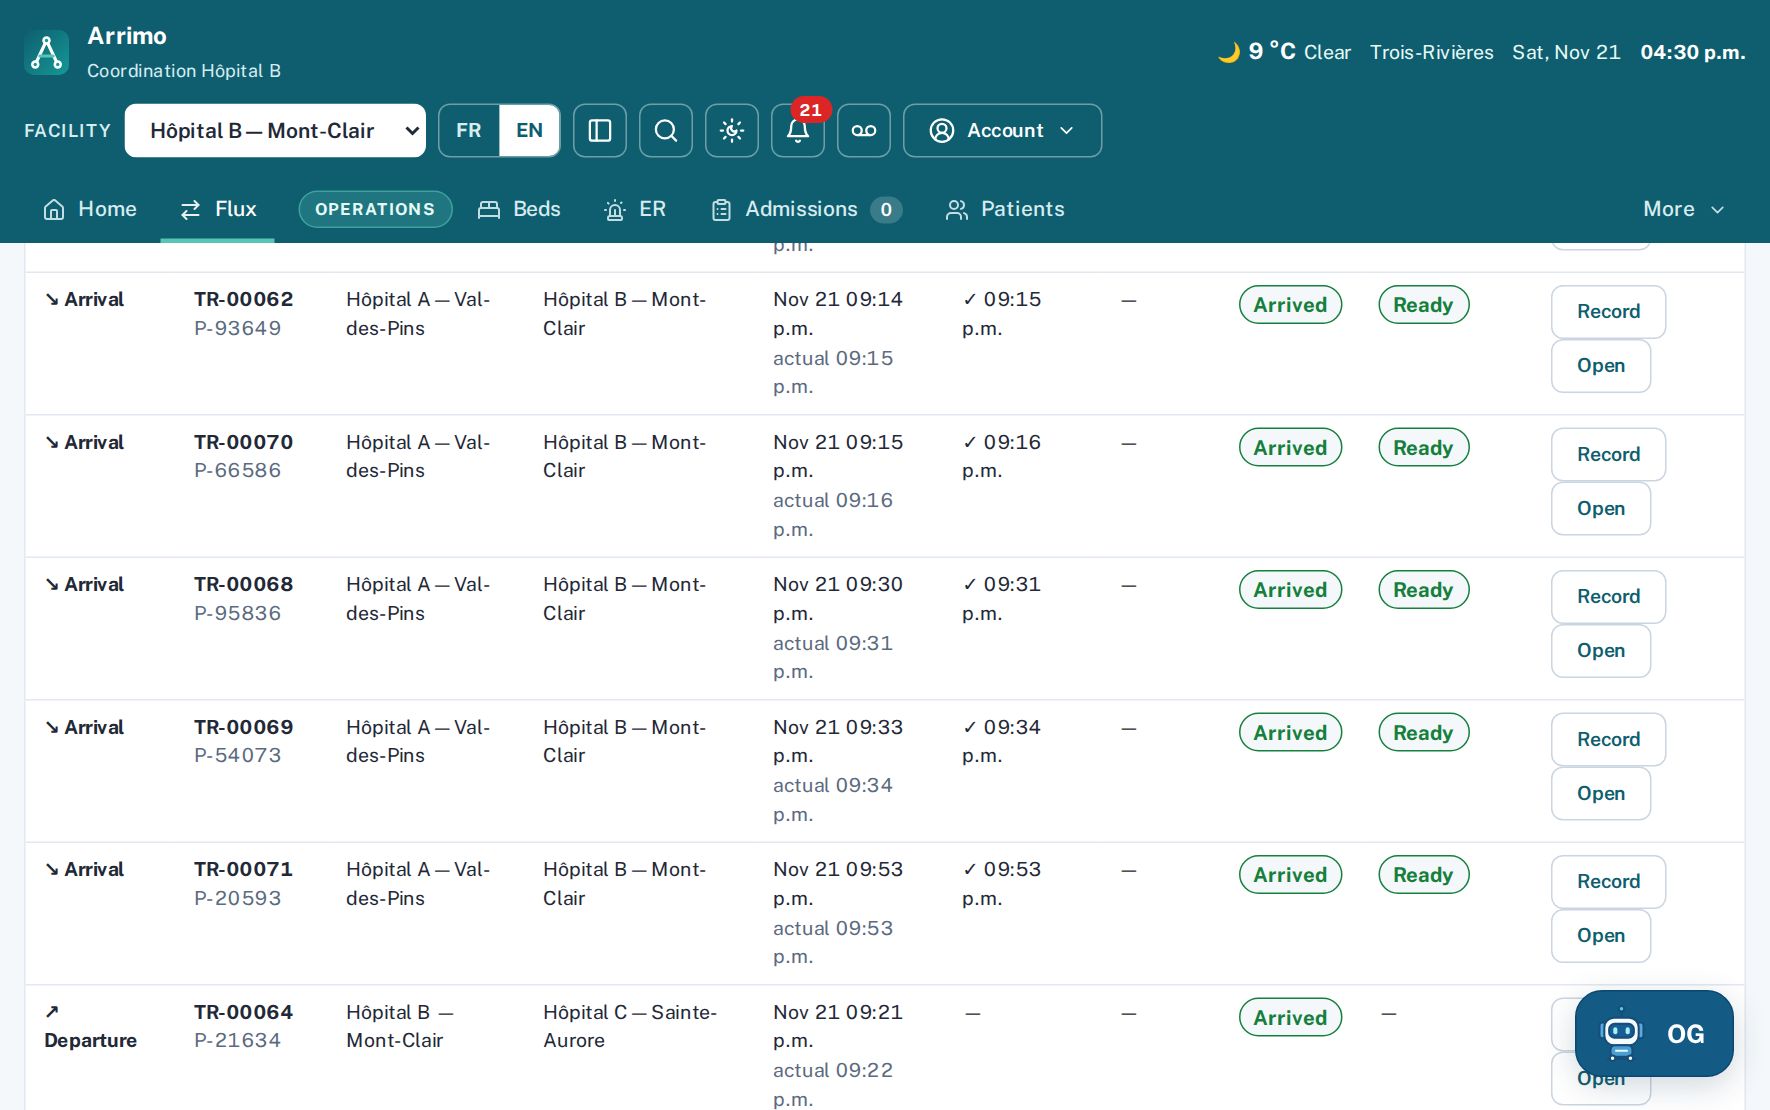 Arrimo
Coordination Hôpital B
🌙 9 °C Clear Trois-Rivières Sat, Nov 21 04:30 p.m.
FACILITY Hôpital B — Mont-Clair FR EN 21 Account
Home Flux OPERATIONS Beds ER Admissions 0 Patients More
p.m.
↘ Arrival TR-00062 Hôpital A — Val- Hôpital B — Mont- Nov 21 09:14 ✓ 09:15 — Arrived Ready Record
P-93649 des-Pins Clair p.m. p.m.
actual 09:15 Open
p.m.
↘ Arrival TR-00070 Hôpital A — Val- Hôpital B — Mont- Nov 21 09:15 ✓ 09:16 — Arrived Ready Record
P-66586 des-Pins Clair p.m. p.m.
actual 09:16 Open
p.m.
↘ Arrival TR-00068 Hôpital A — Val- Hôpital B — Mont- Nov 21 09:30 ✓ 09:31 — Arrived Ready Record
P-95836 des-Pins Clair p.m. p.m.
actual 09:31 Open
p.m.
↘ Arrival TR-00069 Hôpital A — Val- Hôpital B — Mont- Nov 21 09:33 ✓ 09:34 — Arrived Ready Record
P-54073 des-Pins Clair p.m. p.m.
actual 09:34 Open
p.m.
↘ Arrival TR-00071 Hôpital A — Val- Hôpital B — Mont- Nov 21 09:53 ✓ 09:53 — Arrived Ready Record
P-20593 des-Pins Clair p.m. p.m.
actual 09:53 Open
p.m.
↗ TR-00064 Hôpital B — Hôpital C — Sainte- Nov 21 09:21 — — Arrived —
Departure P-21634 Mont-Clair Aurore p.m. OG
actual 09:22 Open
p.m.